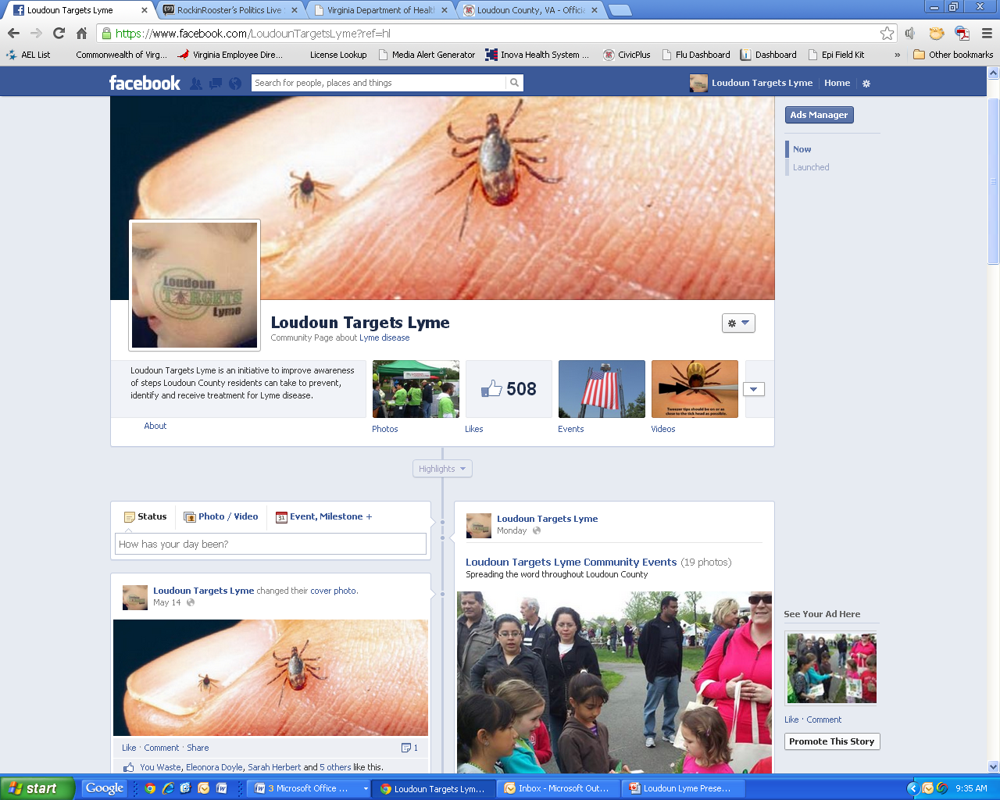 Loudoun Targets Lyme
RockinRooster's Politics Live
Virginia Department of Healt
Loudoun County, VA - Officia
https://www.facebook.com/LoudounTargetsLyme?ref=hl
AEL List
Commonwealth of Virg...
Virginia Employee Dire...
License Lookup
Media Alert Generator
Inova Health System ...
CivicPlus
Flu Dashboard
Dashboard
Epi Field Kit
»
Other bookmarks
facebook
Search for people, places and things
Loudoun Targets Lyme
Home
Ads Manager
Now
Launched
Loudoun
TARGETS
Lyme
Loudoun Targets Lyme
Community Page about Lyme disease
Loudoun Targets Lyme is an initiative to improve awareness
of steps Loudoun County residents can take to prevent,
identify and receive treatment for Lyme disease.
About
Photos
508
Likes
Events
Tweezer tips should be on or as
close to the tick head as possible.
Videos
Highlights
Status
Photo / Video
31
Event, Milestone +
How has your day been?
Loudoun Targets Lyme changed their cover photo.
May 14
Like · Comment · Share
1
You Waste, Eleonora Doyle, Sarah Herbert and 5 others like this.
Loudoun Targets Lyme
Monday
Loudoun Targets Lyme Community Events (19 photos)
Spreading the word throughout Loudoun County
See Your Ad Here
Like · Comment
Promote This Story
start
Google
3 Microsoft Office ...
Loudoun Targets Lym...
Inbox - Microsoft Out...
Loudoun Lyme Prese...
9:35 AM